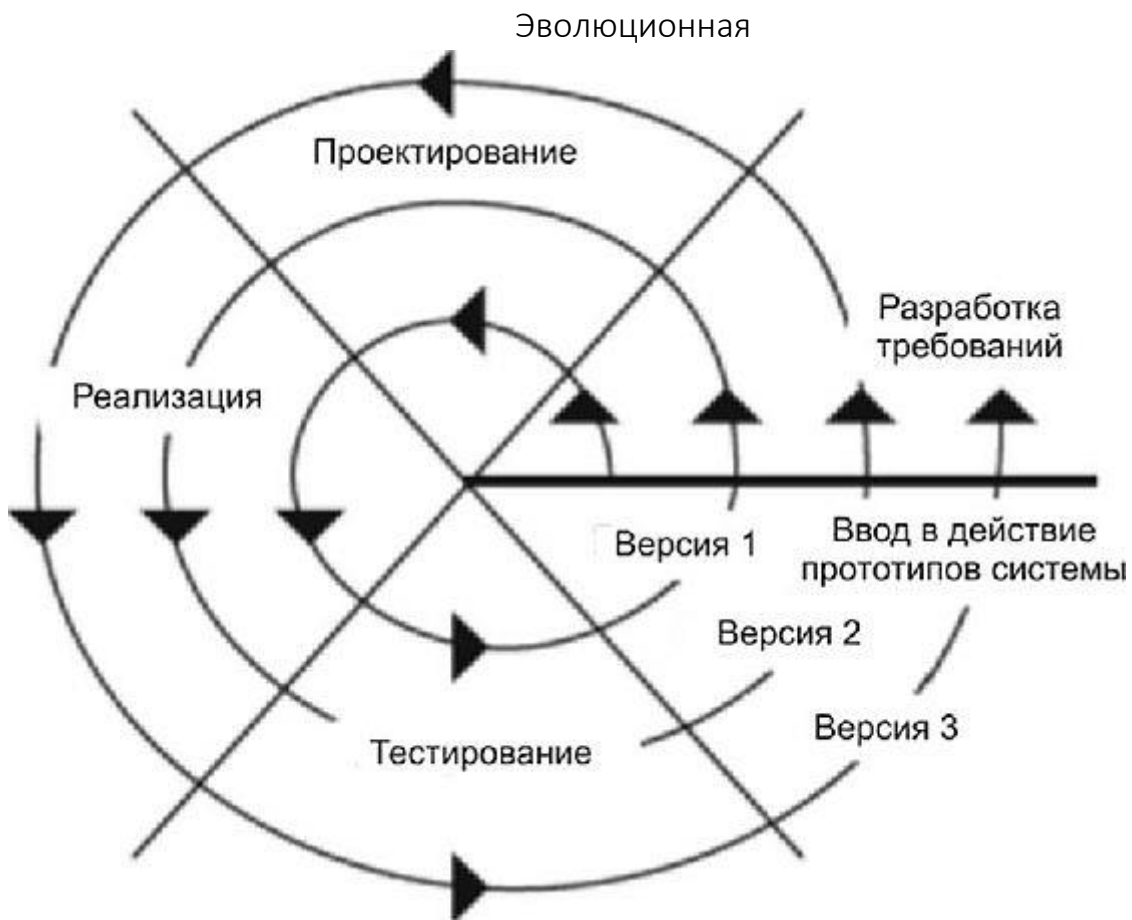 Эволюционная
Проектирование
Разработка
требований
Реализация
Версия 1
Ввод в действие
прототипов системы
Версия 2
Версия 3
Тестирование